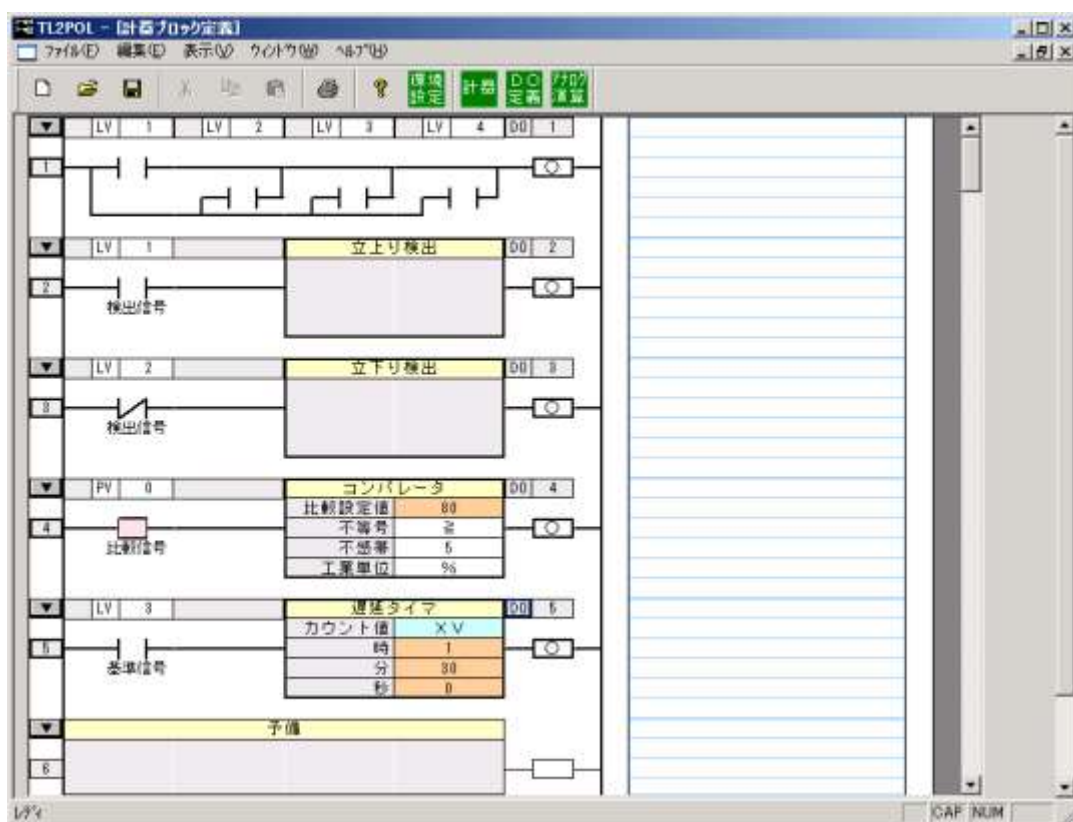 TL2POL - [計器ブロック定義]
ファイル(F) 編集(E) 表示(V) ウィンドウ(W) ヘルプ(H)
環境設定 計器 DO定義 アナログ演算
LV 1 LV 2 LV 3 LV 4 DO 1
1
LV 1 立上り検出 DO 2
2
検出信号
LV 2 立下り検出 DO 3
3
検出信号
PV 0 コンパレータ DO 4
比較設定値 80
4 不等号 ≧
比較信号 不感帯 5
工業単位 %
LV 3 遅延タイマ DO 5
カウント値 XV
5 時 1
基準信号 分 30
秒 0
予備
6
レディ CAP NUM